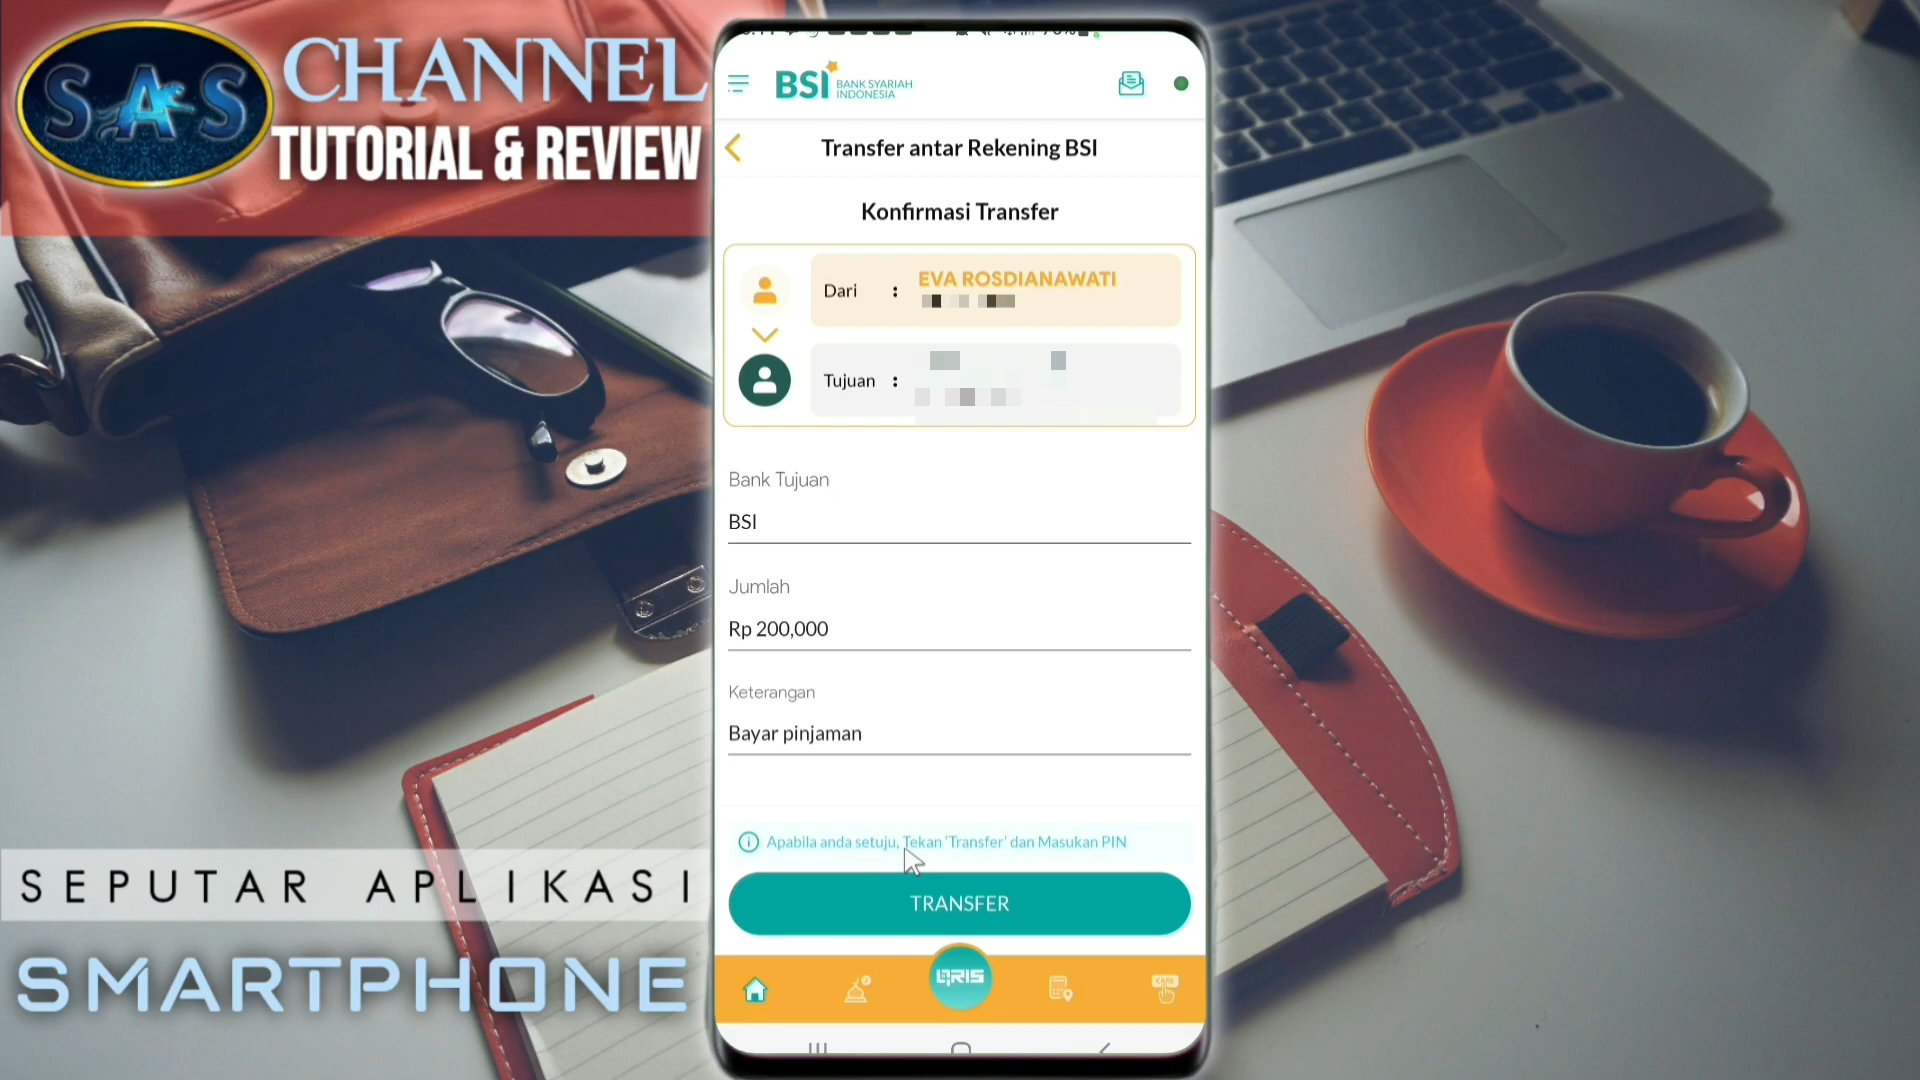 SAS
CHANNEL
TUTORIAL & REVIEW
BSI BANK SYARIAH
INDONESIA
Transfer antar Rekening BSI
Konfirmasi Transfer
Dari : EVA ROSDIANAWATI
Tujuan :
Bank Tujuan
BSI
Jumlah
Rp 200,000
Keterangan
Bayar pinjaman
Apabila anda setuju, Tekan 'Transfer' dan Masukan PIN
TRANSFER
QRIS
CARE
SEPUTAR APLIKASI
SMARTPHONE